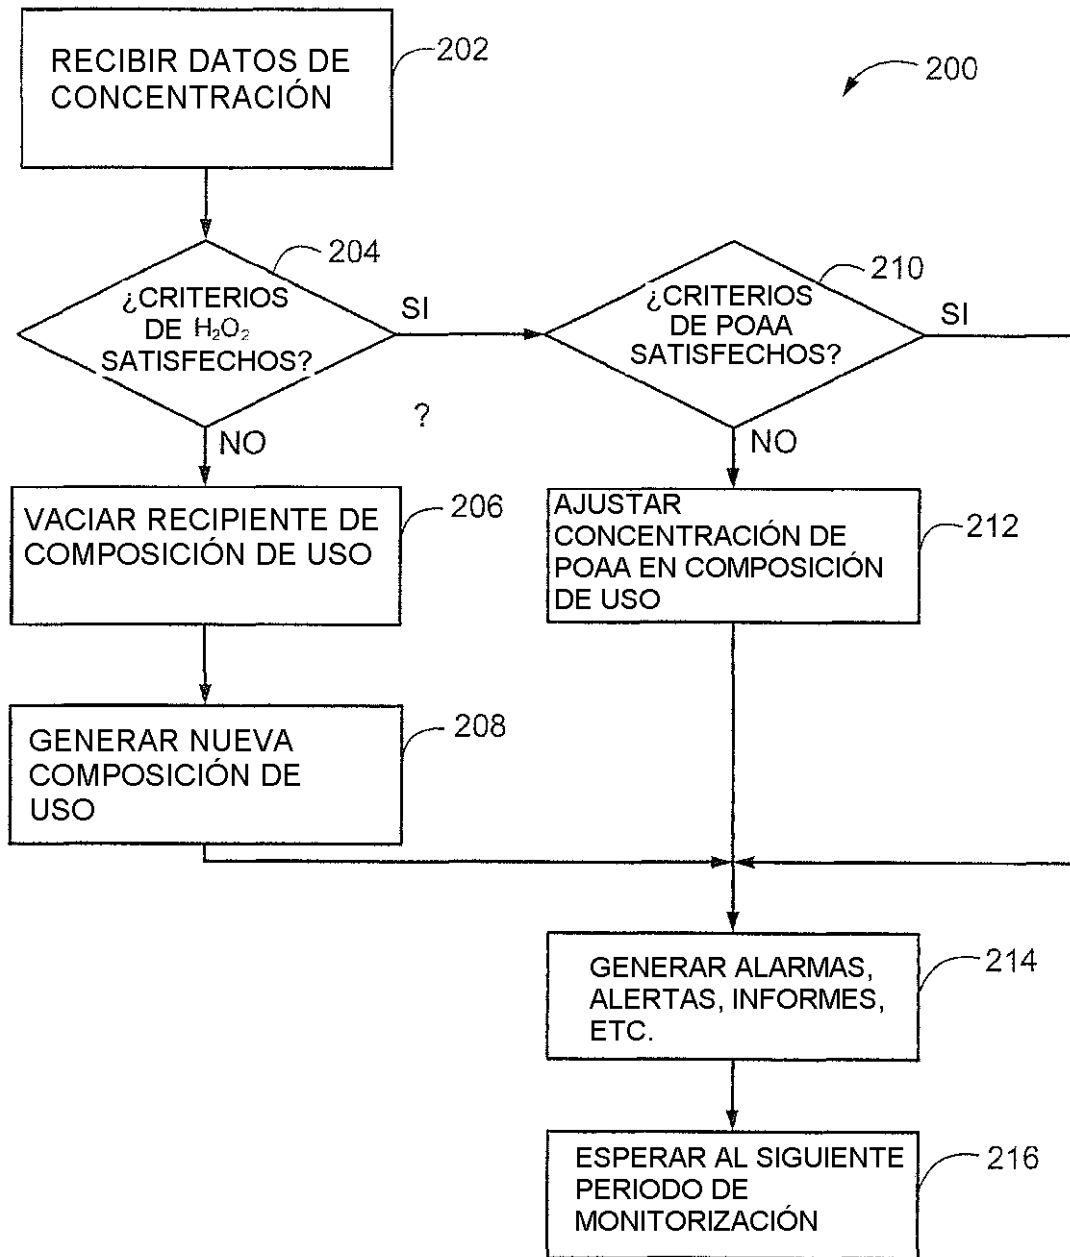 RECIBIR DATOS DE
CONCENTRACIÓN
202
200
¿CRITERIOS
DE H₂O₂
SATISFECHOS?
204
SI
¿CRITERIOS
DE POAA
SATISFECHOS?
210
SI
?
NO
NO
VACIAR RECIPIENTE DE
COMPOSICIÓN DE USO
206
AJUSTAR
CONCENTRACIÓN DE
POAA EN COMPOSICIÓN
DE USO
212
GENERAR NUEVA
COMPOSICIÓN DE
USO
208
GENERAR ALARMAS,
ALERTAS, INFORMES,
ETC.
214
ESPERAR AL SIGUIENTE
PERIODO DE
MONITORIZACIÓN
216